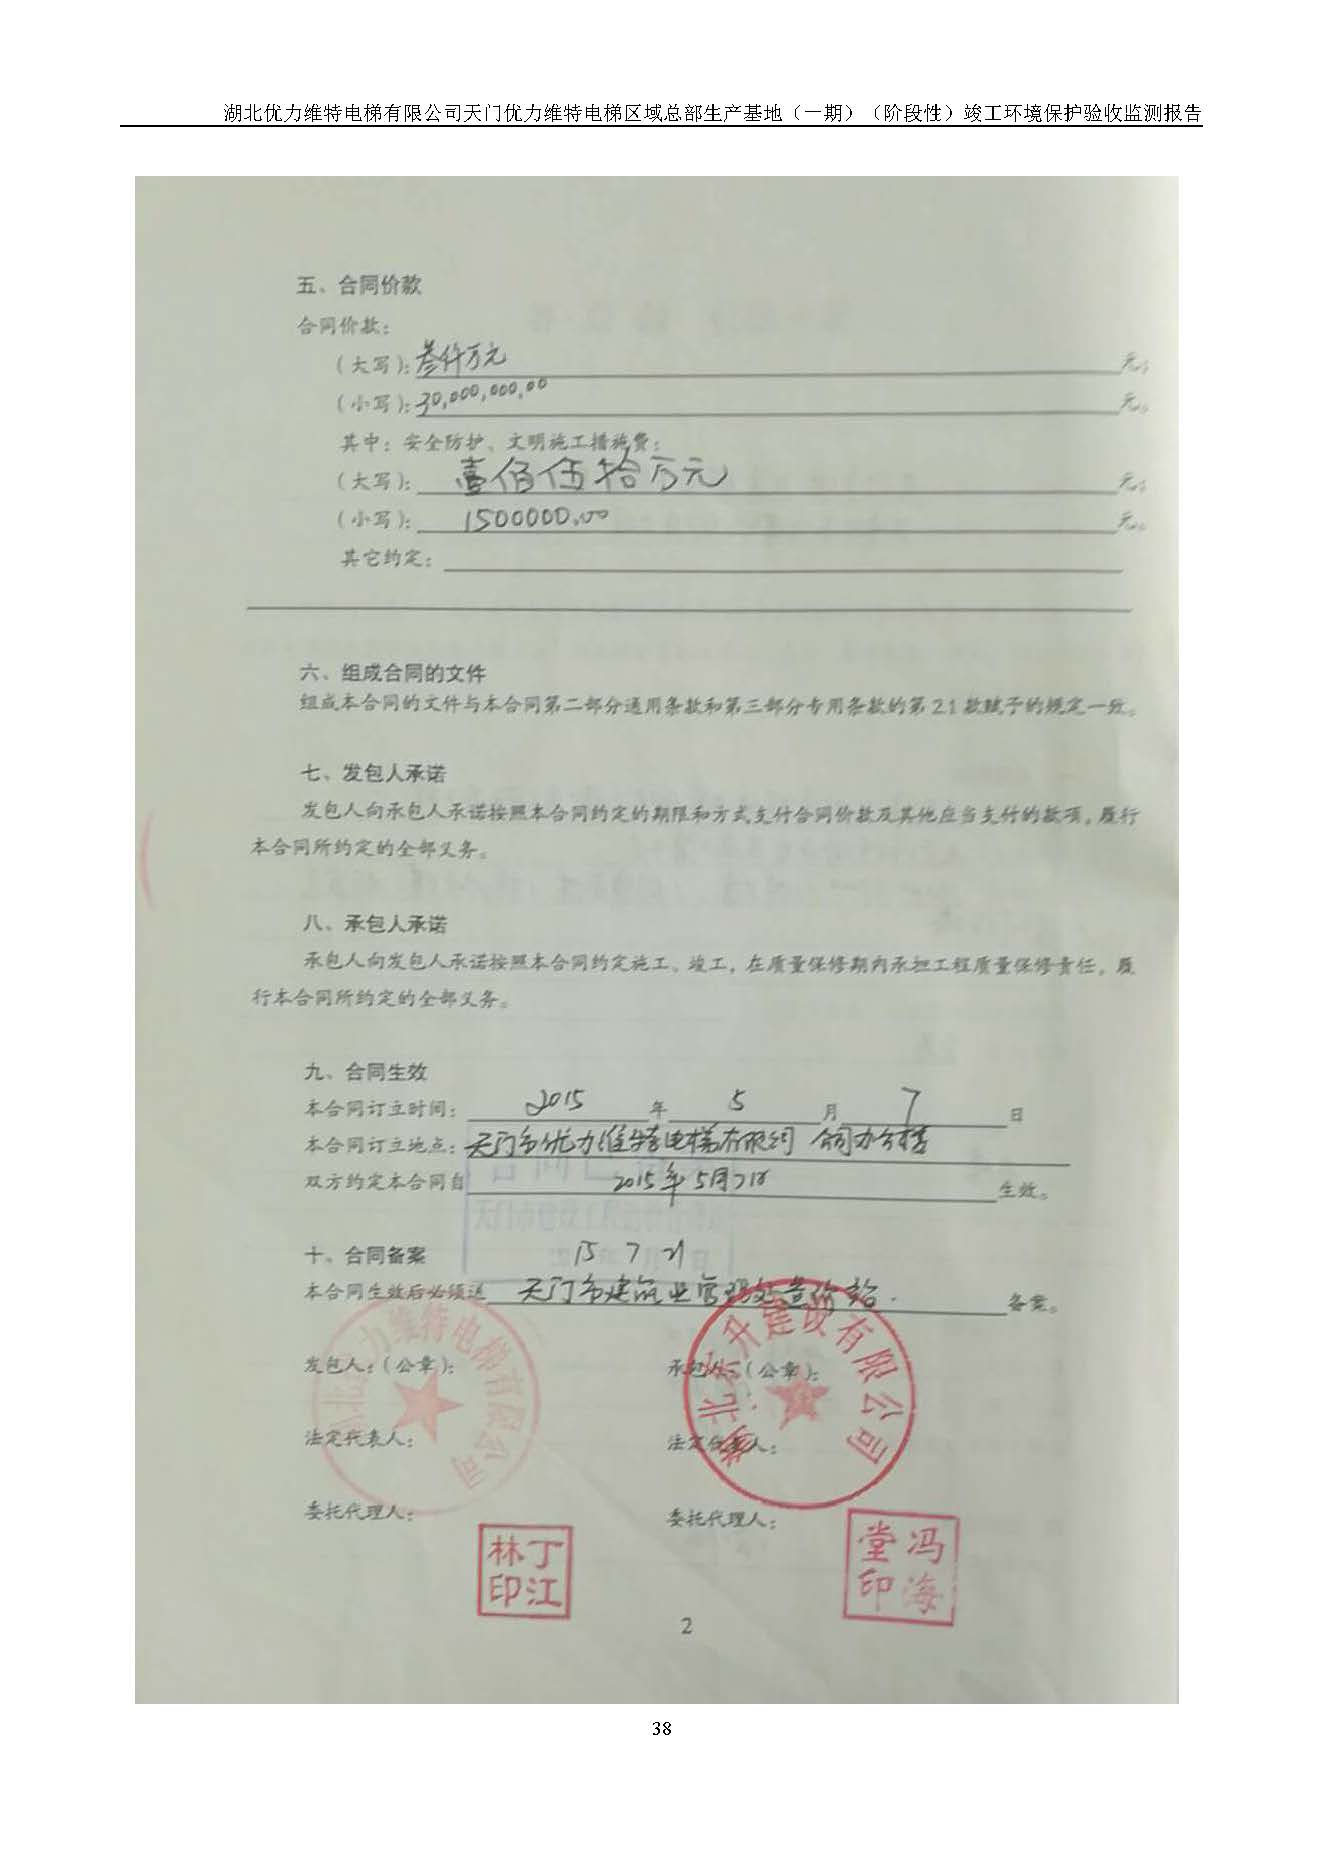 湖北优力维特电梯有限公司天门优力维特电梯区域总部生产基地（一期）（阶段性）竣工环境保护验收监测报告
五、合同价款
合同价款：
（大写）：叁仟万元 元；
（小写）：30,000,000.00 元。
其中：安全防护、文明施工措施费：
（大写）： 壹佰伍拾万元 元；
（小写）： 1500000.00 元。
其它约定：
六、组成合同的文件
组成本合同的文件与本合同第二部分通用条款和第三部分专用条款的第2.1款赋予的规定一致。
七、发包人承诺
发包人向承包人承诺按照本合同约定的期限和方式支付合同价款及其他应当支付的款项，履行
本合同所约定的全部义务。
八、承包人承诺
承包人向发包人承诺按照本合同约定施工、竣工，在质量保修期内承担工程质量保修责任，履
行本合同所约定的全部义务。
九、合同生效
本合同订立时间： 2015 年 5 月 7 日
本合同订立地点：天门市优力维特电梯有限公司
双方约定本合同自 2015年5月7日 生效。
十、合同备案 15 7 21
本合同生效后必须送 天门市建筑业管理处造价站. 备案。
力维特电梯有限公司
升建设有限公司
发包人：（公章）： 承包人：（公章）：
法定代表人： 法定代表人：
委托代理人： 委托代理人：
丁江林印
冯海堂印
2
38